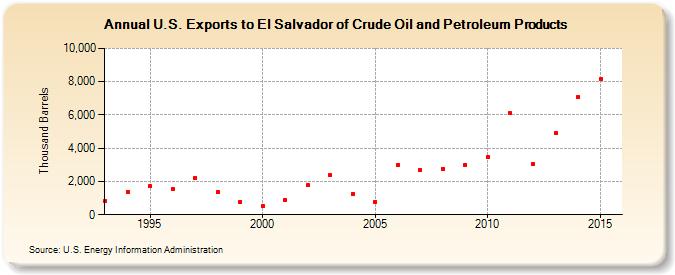 Annual U.S. Exports to El Salvador of Crude Oil and Petroleum Products
Thousand Barrels
10,000
8,000
6,000
4,000
2,000
0
1995 2000 2005 2010 2015
Source: U.S. Energy Information Administration